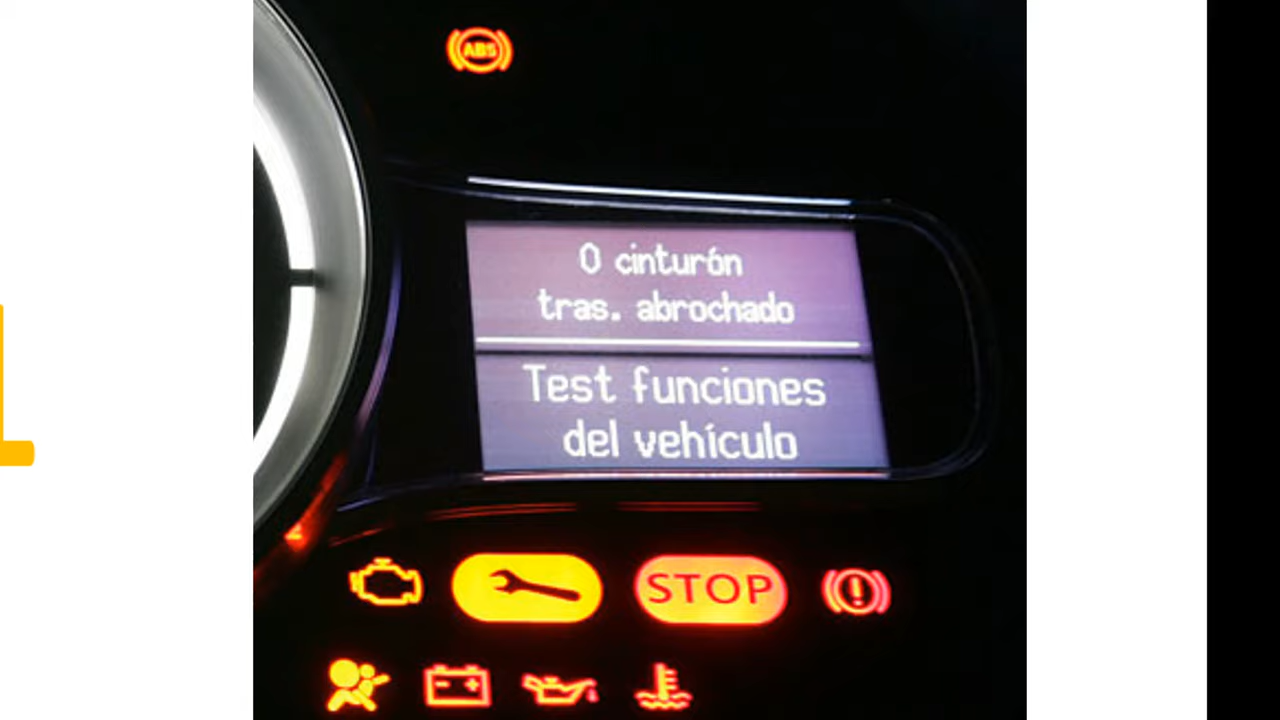 ABS
0 cinturón
tras. abrochado
Test funciones
del vehículo
STOP